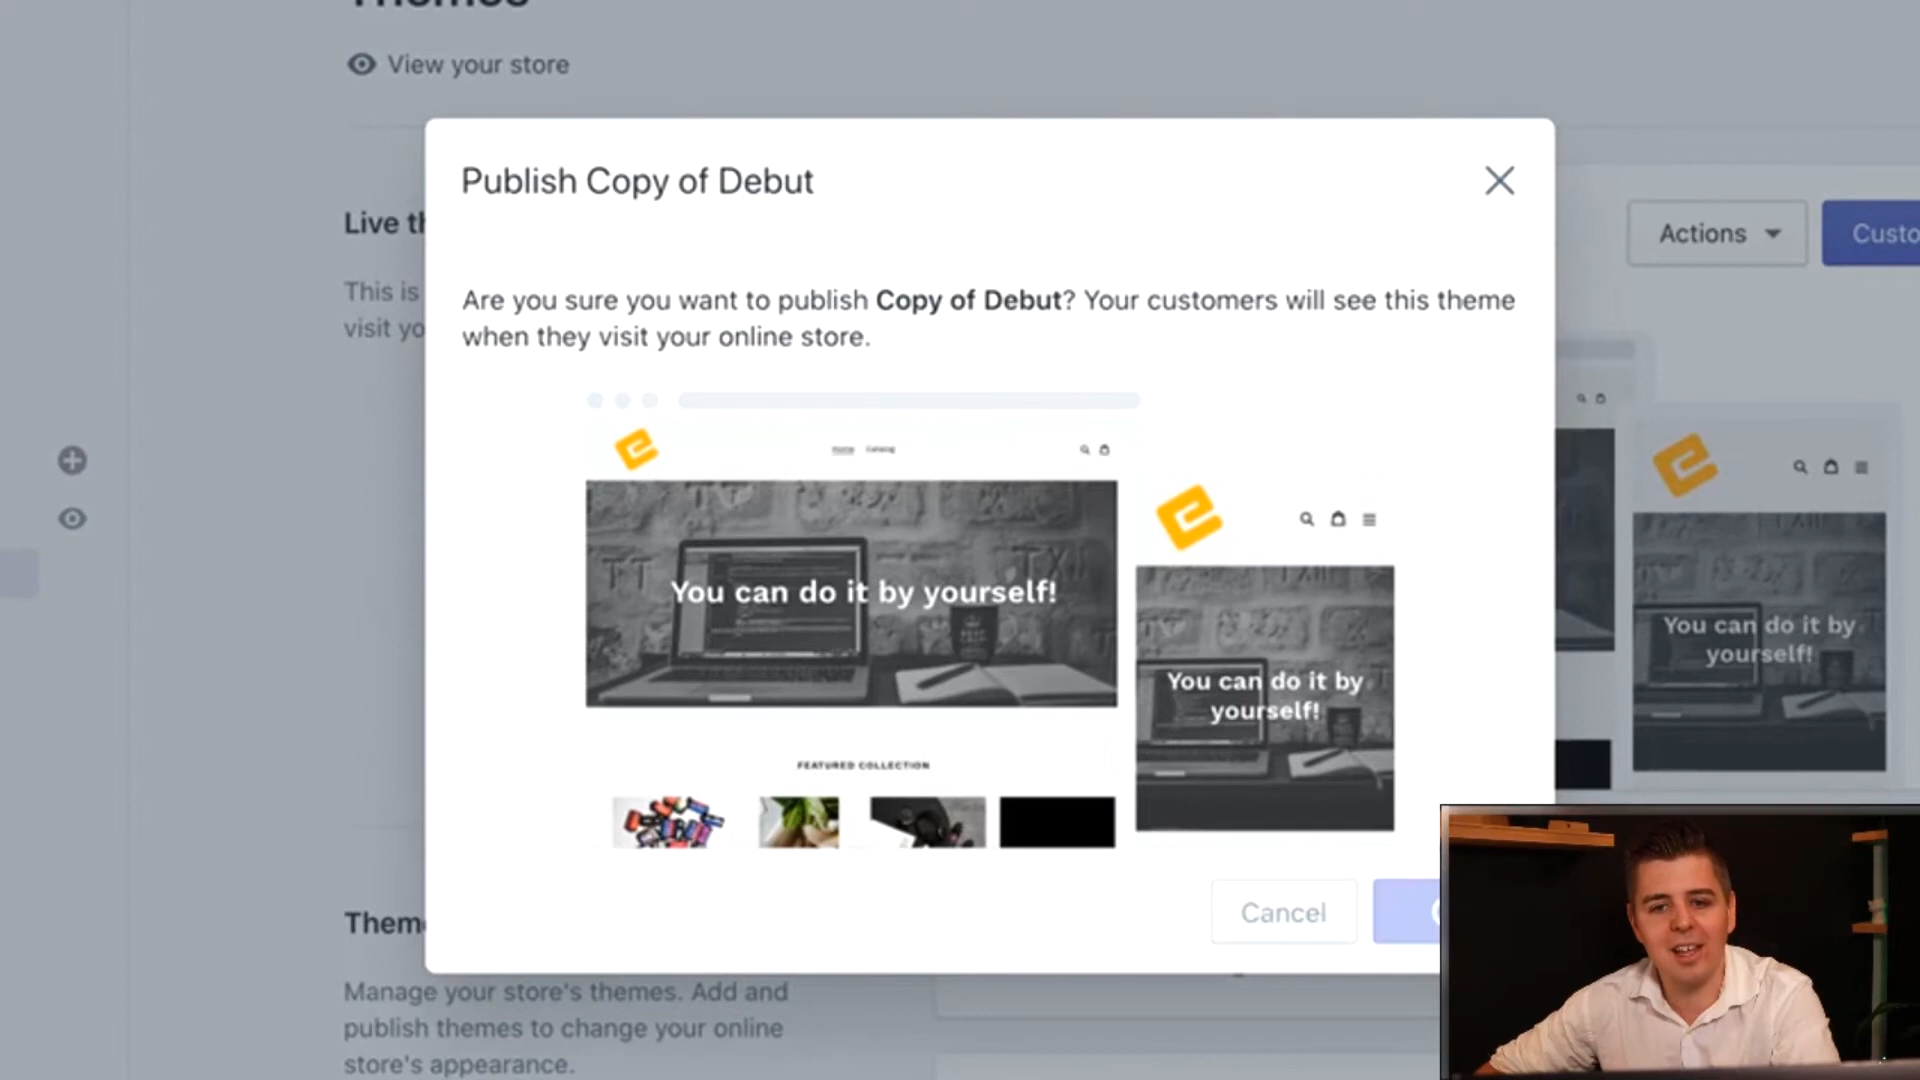 Themes
View your store
Publish Copy of Debut
Live th
Actions
Custo
This is
visit yo
Are you sure you want to publish Copy of Debut? Your customers will see this theme
when they visit your online store.
Home Catalog
You can do it by yourself!
You can do it by
yourself!
You can do it by
yourself!
FEATURED COLLECTION
Cancel
Them
Manage your store's themes. Add and
publish themes to change your online
store's appearance.